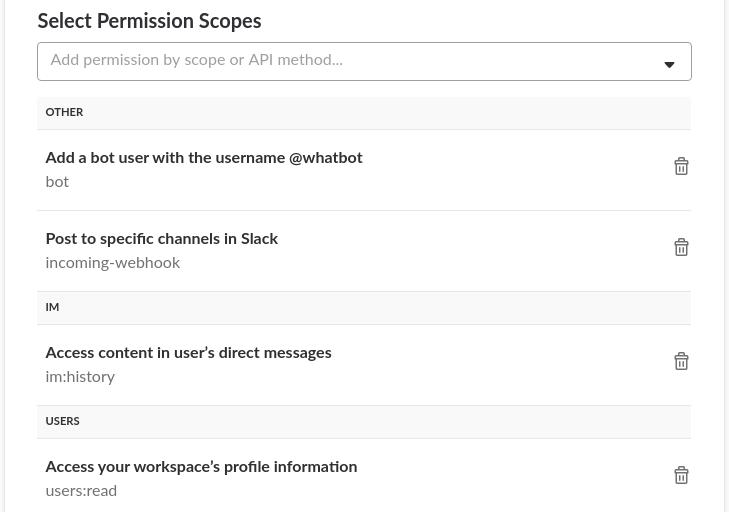 Select Permission Scopes
Add permission by scope or API method...
OTHER
Add a bot user with the username @whatbot
bot
Post to specific channels in Slack
incoming-webhook
IM
Access content in user’s direct messages
im:history
USERS
Access your workspace’s profile information
users:read